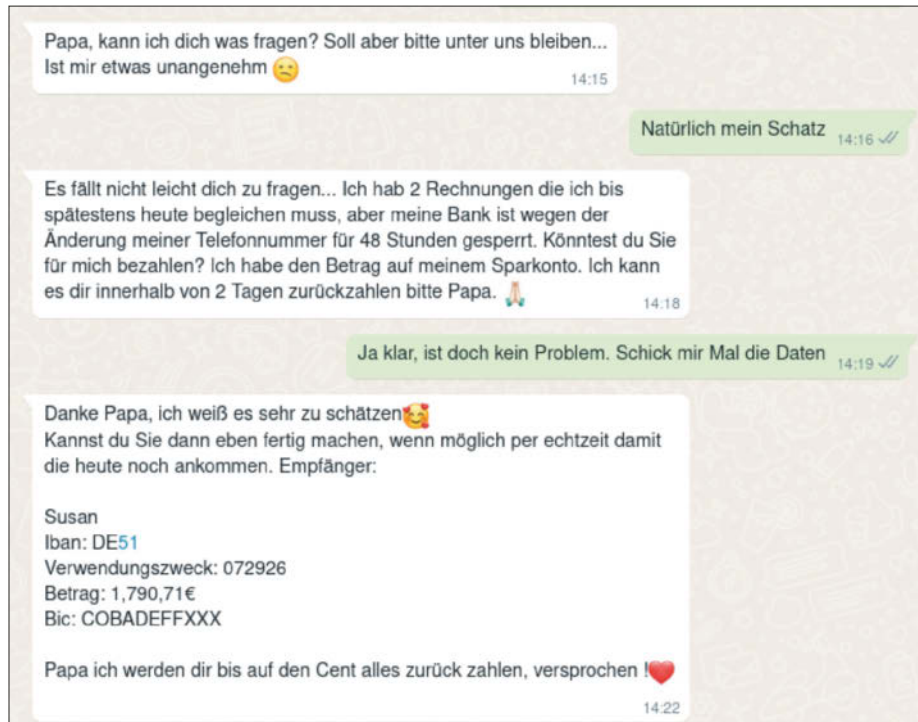 Papa, kann ich dich was fragen? Soll aber bitte unter uns bleiben...
Ist mir etwas unangenehm 😕
14:15
Natürlich mein Schatz
14:16
Es fällt nicht leicht dich zu fragen... Ich hab 2 Rechnungen die ich bis
spätestens heute begleichen muss, aber meine Bank ist wegen der
Änderung meiner Telefonnummer für 48 Stunden gesperrt. Könntest du Sie
für mich bezahlen? Ich habe den Betrag auf meinem Sparkonto. Ich kann
es dir innerhalb von 2 Tagen zurückzahlen bitte Papa. 🙏🏻
14:18
Ja klar, ist doch kein Problem. Schick mir Mal die Daten
14:19
Danke Papa, ich weiß es sehr zu schätzen🥰
Kannst du Sie dann eben fertig machen, wenn möglich per echtzeit damit
die heute noch ankommen. Empfänger:
Susan
Iban: DE51
Verwendungszweck: 072926
Betrag: 1,790,71€
Bic: COBADEFFXXX
Papa ich werden dir bis auf den Cent alles zurück zahlen, versprochen !❤️
14:22